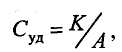 Cуд = K/A,